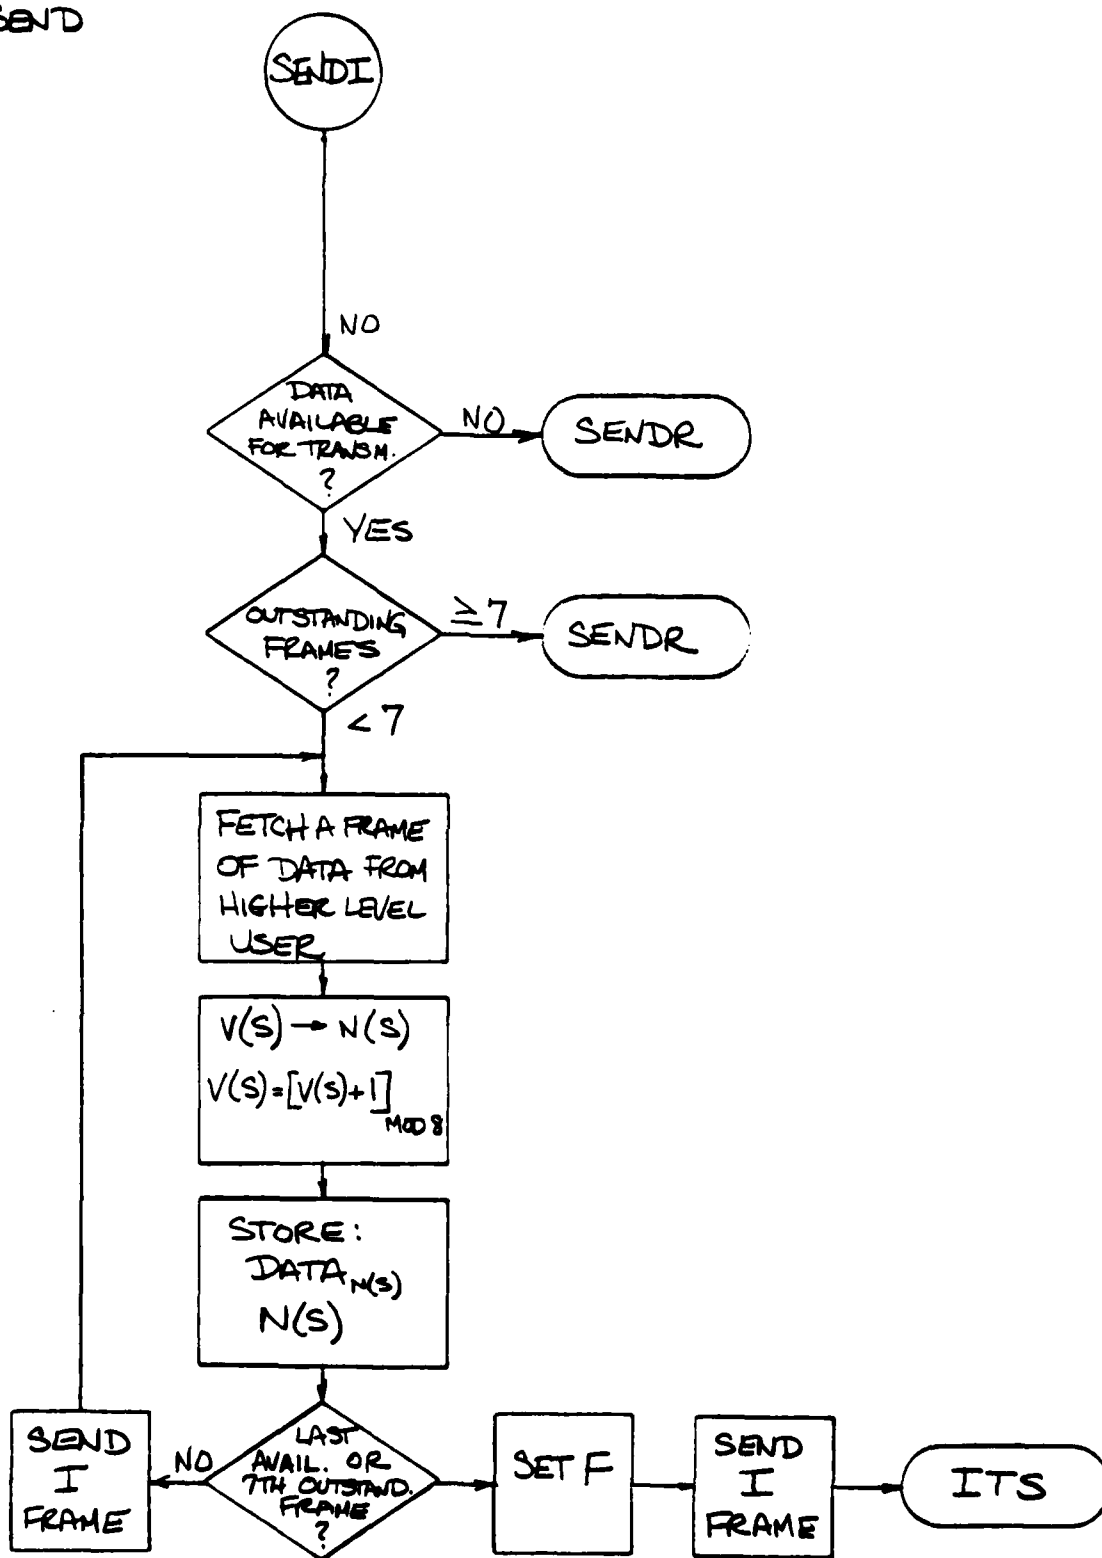 SEND
SENDI
NO
DATA
AVAILABLE
FOR TRANSM.
?
NO
SENDR
YES
OUTSTANDING
FRAMES
?
≥7
SENDR
< 7
FETCH A FRAME
OF DATA FROM
HIGHER LEVEL
USER
V(S) → N(S)
V(S)=[V(S)+1] MOD 8
STORE:
DATA N(S)
N(S)
LAST
AVAIL. OR
7TH OUTSTAND.
FRAME
?
NO
SEND
I
FRAME
SET F
SEND
I
FRAME
ITS